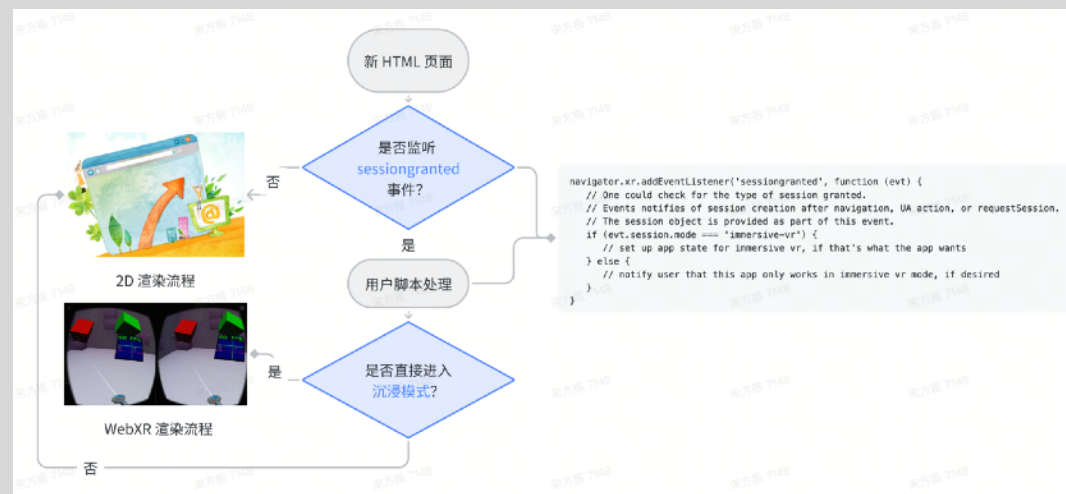 新 HTML 页面
是否监听
sessiongranted
事件？
否
是
2D 渲染流程
用户脚本处理
是否直接进入
沉浸模式？
是
WebXR 渲染流程
否
navigator.xr.addEventListener('sessiongranted', function (evt) {
// One could check for the type of session granted.
// Events notifies of session creation after navigation, UA action, or requestSession.
// The session object is provided as part of this event.
if (evt.session.mode === "immersive-vr") {
// set up app state for immersive vr, if that's what the app wants
} else {
// notify user that this app only works in immersive vr mode, if desired
}
}